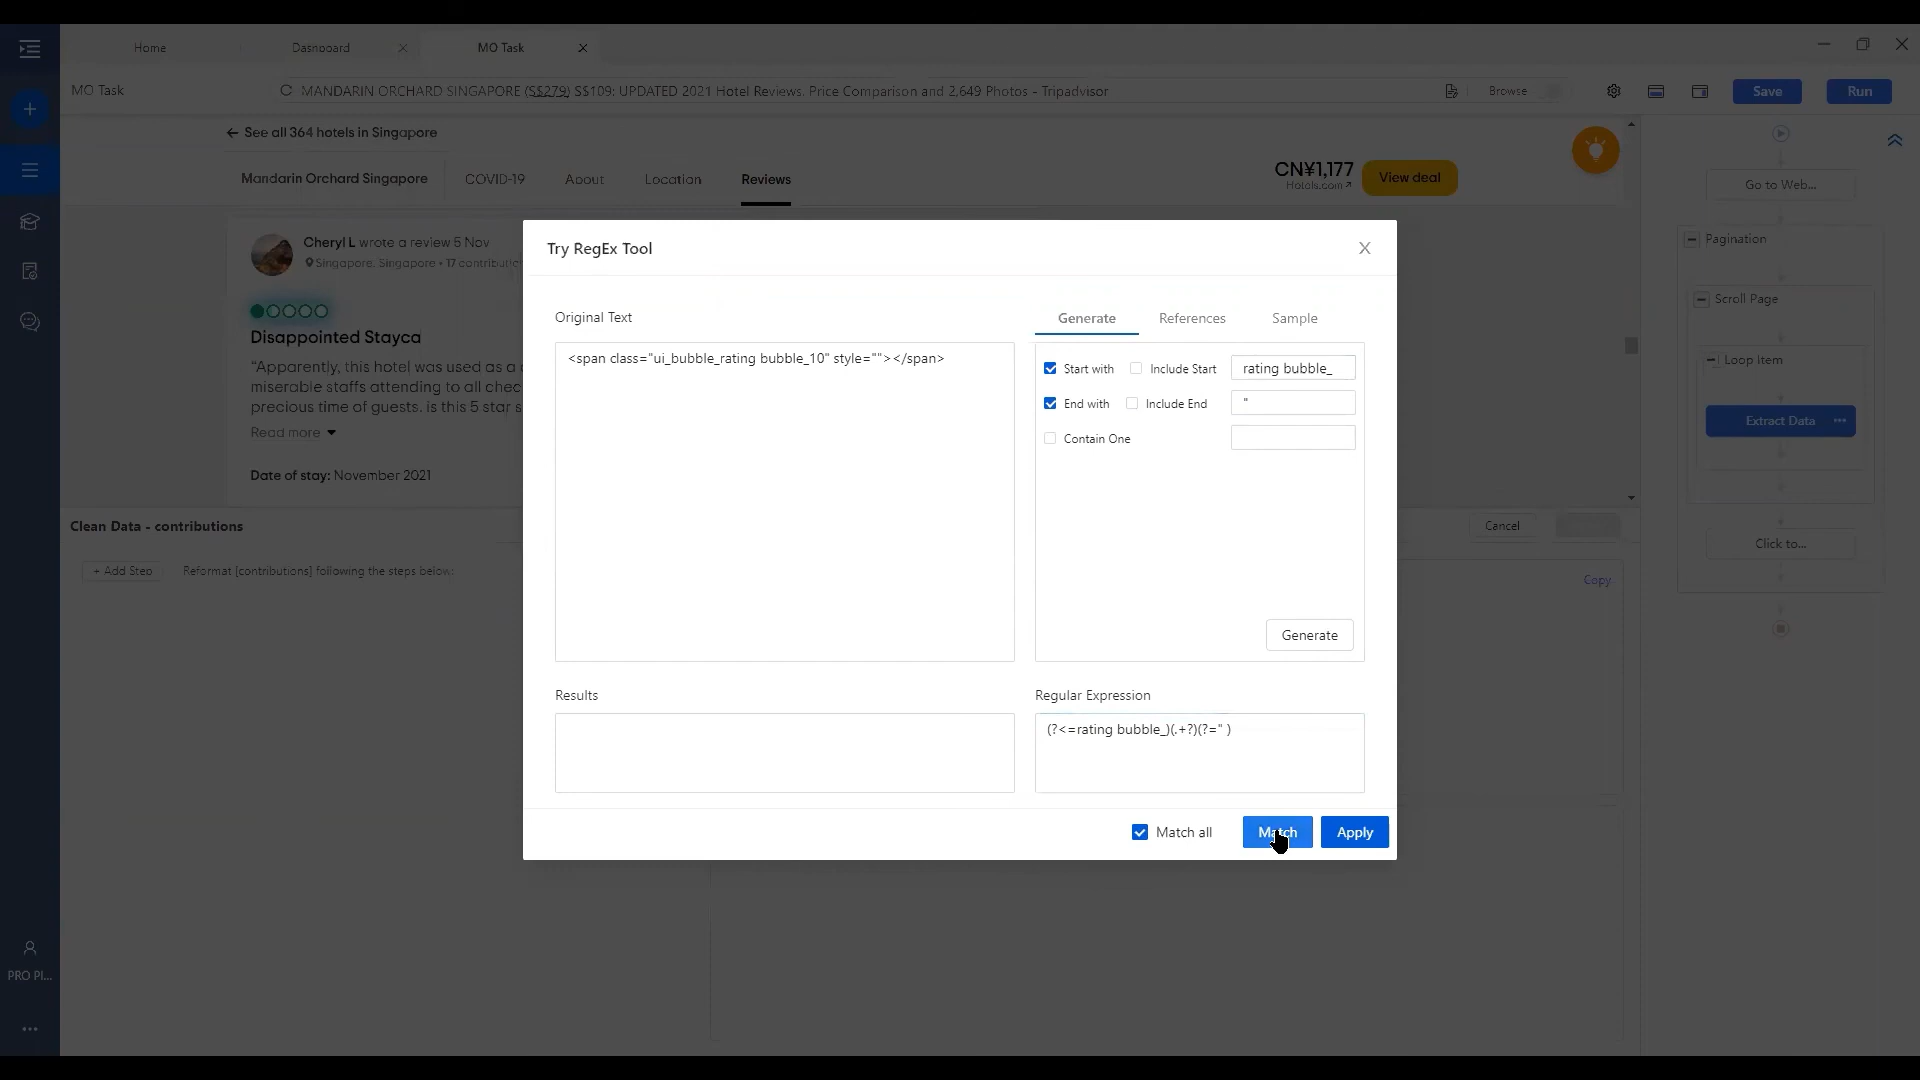 Home
Dasnpoard
MO Task
MO Task
MANDARIN ORCHARD SINGAPORE (S$279) S$109: UPDATED 2021 Hotel Reviews. Price Comparison and 2,649 Photos - Tripadvisor
Browse
Save
Run
See all 364 hotels in Singapore
Mandarin Orchard Singapore
COVID-19
About
Location
Reviews
CN¥1,177
Hotels.com
View deal
Go to Web...
Pagination
Scroll Page
Loop Item
Extract Data
Click to...
Cheryl L wrote a review 5 Nov
Singapore. Singapore • 17 contributio
Disappointed Stayca
"Apparently, this hotel was used as a
miserable staffs attending to all chec
precious time of guests. is this 5 star s
Read more
Date of stay: November 2021
Try RegEx Tool
X
Original Text
<span class="ui_bubble_rating bubble_10" style=""></span>
Generate
References
Sample
Start with
Include Start
rating bubble_
End with
Include End
"
Contain One
Generate
Results
Regular Expression
(?<=rating bubble_)(.+?)(?=" )
Match all
Match
Apply
Clean Data - contributions
Cancel
+ Add Step
Reformat [contributions] following the steps below:
Copy
PRO Pl...